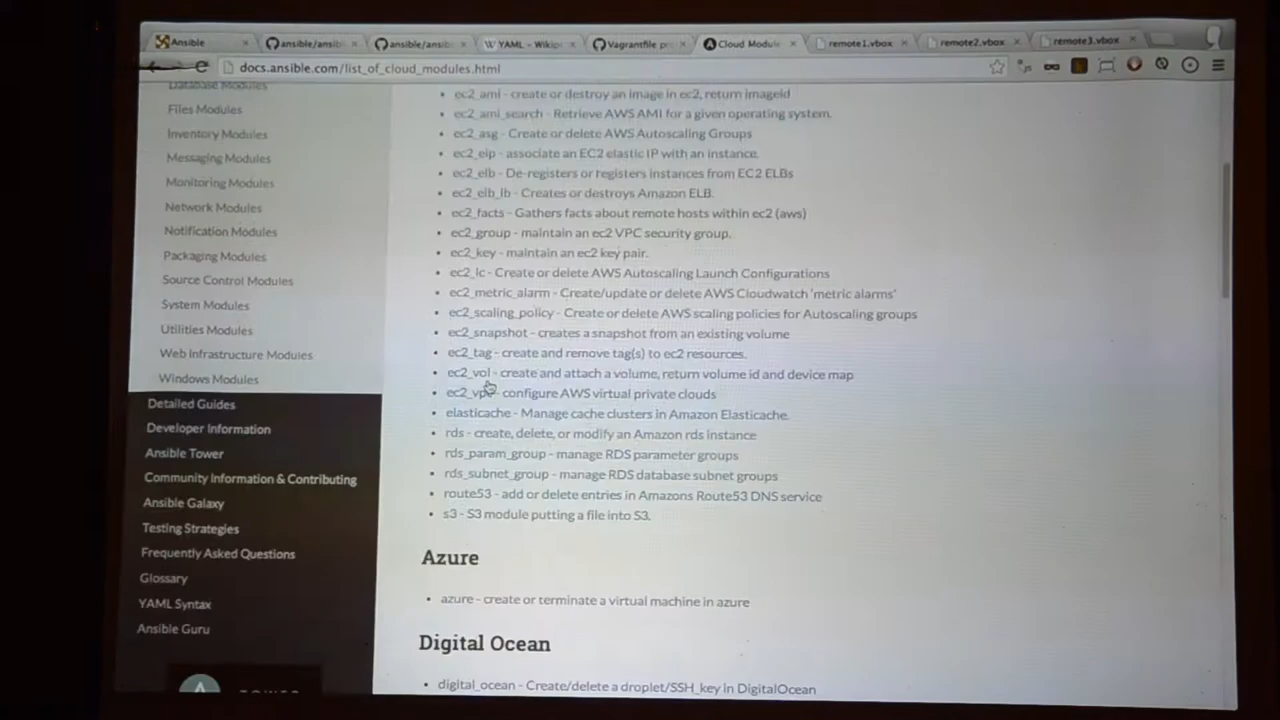 Ansible
ansible/ansib
ansible/ansib
YAML - Wikip
Vagrantfile pr
Cloud Module
remote1.vbox
remote2.vbox
remote3.vbox
docs.ansible.com/list_of_cloud_modules.html
Database Modules
Files Modules
Inventory Modules
Messaging Modules
Monitoring Modules
Network Modules
Notification Modules
Packaging Modules
Source Control Modules
System Modules
Utilities Modules
Web Infrastructure Modules
Windows Modules
Detailed Guides
Developer Information
Ansible Tower
Community Information & Contributing
Ansible Galaxy
Testing Strategies
Frequently Asked Questions
Glossary
YAML Syntax
Ansible Guru
TOWER
• ec2_ami - create or destroy an image in ec2, return imageid
• ec2_ami_search - Retrieve AWS AMI for a given operating system.
• ec2_asg - Create or delete AWS Autoscaling Groups
• ec2_eip - associate an EC2 elastic IP with an instance.
• ec2_elb - De-registers or registers instances from EC2 ELBs
• ec2_elb_lb - Creates or destroys Amazon ELB.
• ec2_facts - Gathers facts about remote hosts within ec2 (aws)
• ec2_group - maintain an ec2 VPC security group.
• ec2_key - maintain an ec2 key pair.
• ec2_lc - Create or delete AWS Autoscaling Launch Configurations
• ec2_metric_alarm - Create/update or delete AWS Cloudwatch 'metric alarms'
• ec2_scaling_policy - Create or delete AWS scaling policies for Autoscaling groups
• ec2_snapshot - creates a snapshot from an existing volume
• ec2_tag - create and remove tag(s) to ec2 resources.
• ec2_vol - create and attach a volume, return volume id and device map
• ec2_vpc - configure AWS virtual private clouds
• elasticache - Manage cache clusters in Amazon Elasticache.
• rds - create, delete, or modify an Amazon rds instance
• rds_param_group - manage RDS parameter groups
• rds_subnet_group - manage RDS database subnet groups
• route53 - add or delete entries in Amazons Route53 DNS service
• s3 - S3 module putting a file into S3.
Azure
• azure - create or terminate a virtual machine in azure
Digital Ocean
• digital_ocean - Create/delete a droplet/SSH_key in DigitalOcean